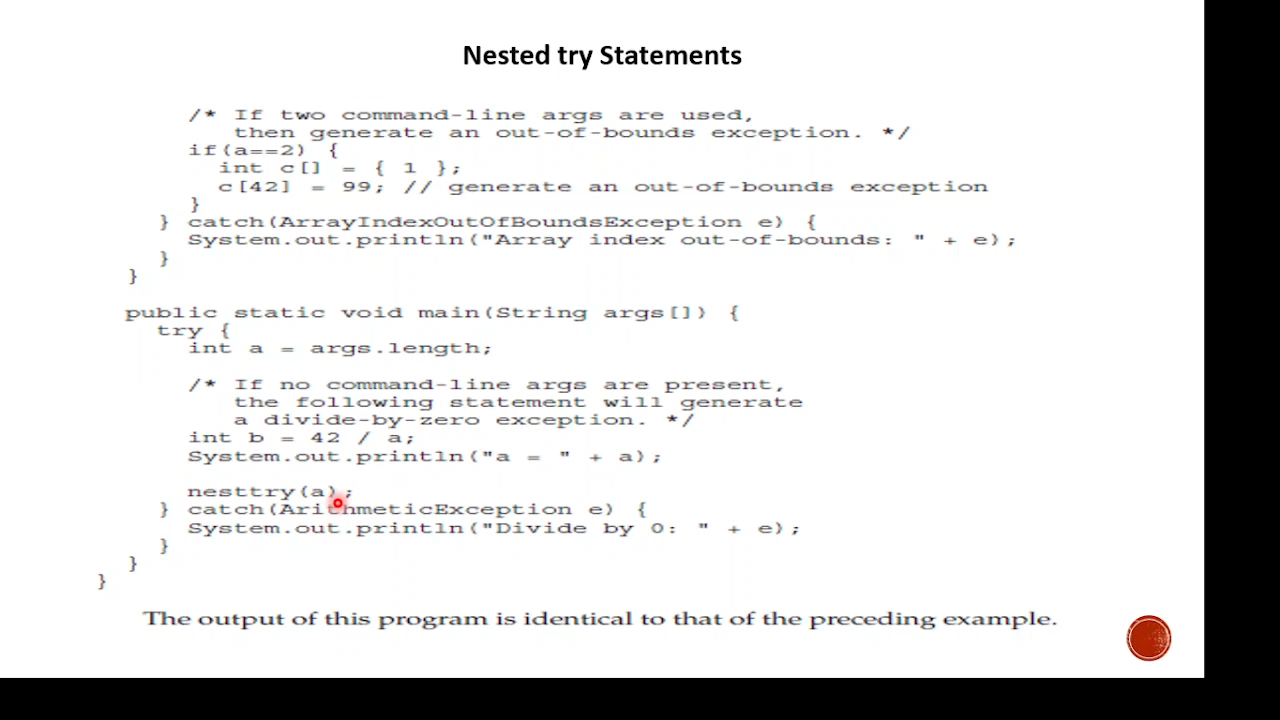 Nested try Statements
/* If two command-line args are used,
then generate an out-of-bounds exception. */
if(a==2) {
int c[] = { 1 };
c[42] = 99; // generate an out-of-bounds exception
}
} catch(ArrayIndexOutOfBoundsException e) {
System.out.println("Array index out-of-bounds: " + e);
}
}
public static void main(String args[]) {
try {
int a = args.length;
/* If no command-line args are present,
the following statement will generate
a divide-by-zero exception. */
int b = 42 / a;
System.out.println("a = " + a);
nesttry(a);
} catch(ArithmeticException e) {
System.out.println("Divide by 0: " + e);
}
}
}
The output of this program is identical to that of the preceding example.